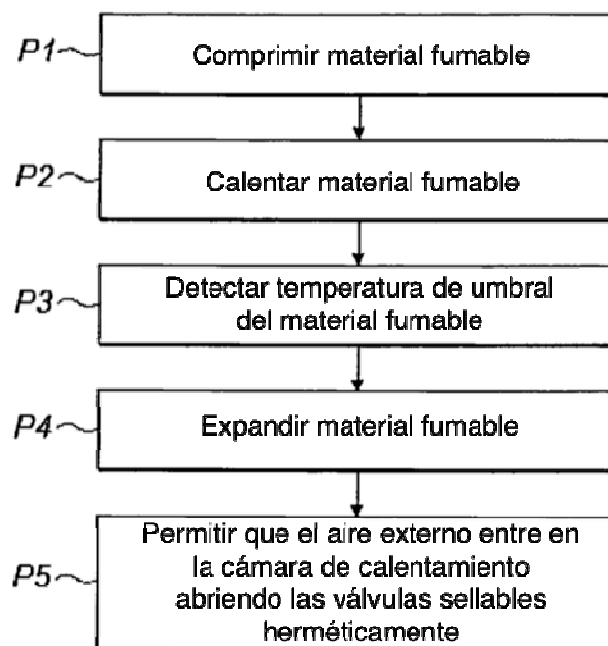 P1
Comprimir material fumable
P2
Calentar material fumable
P3
Detectar temperatura de umbral
del material fumable
P4
Expandir material fumable
P5
Permitir que el aire externo entre en
la cámara de calentamiento
abriendo las válvulas sellables
herméticamente